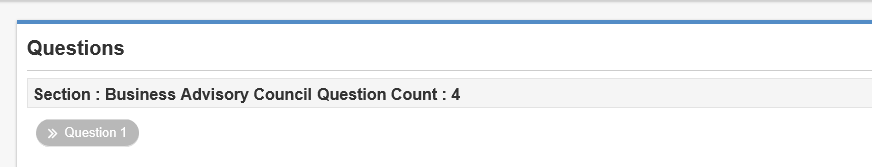 Questions
Section : Business Advisory Council Question Count : 4
Question 1